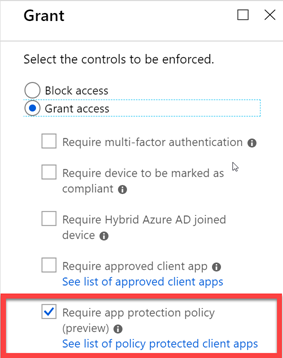 Grant
Select the controls to be enforced.
Block access
Grant access
Require multi-factor authentication
Require device to be marked as
compliant
Require Hybrid Azure AD joined
device
Require approved client app
See list of approved client apps
Require app protection policy
(preview)
See list of policy protected client apps